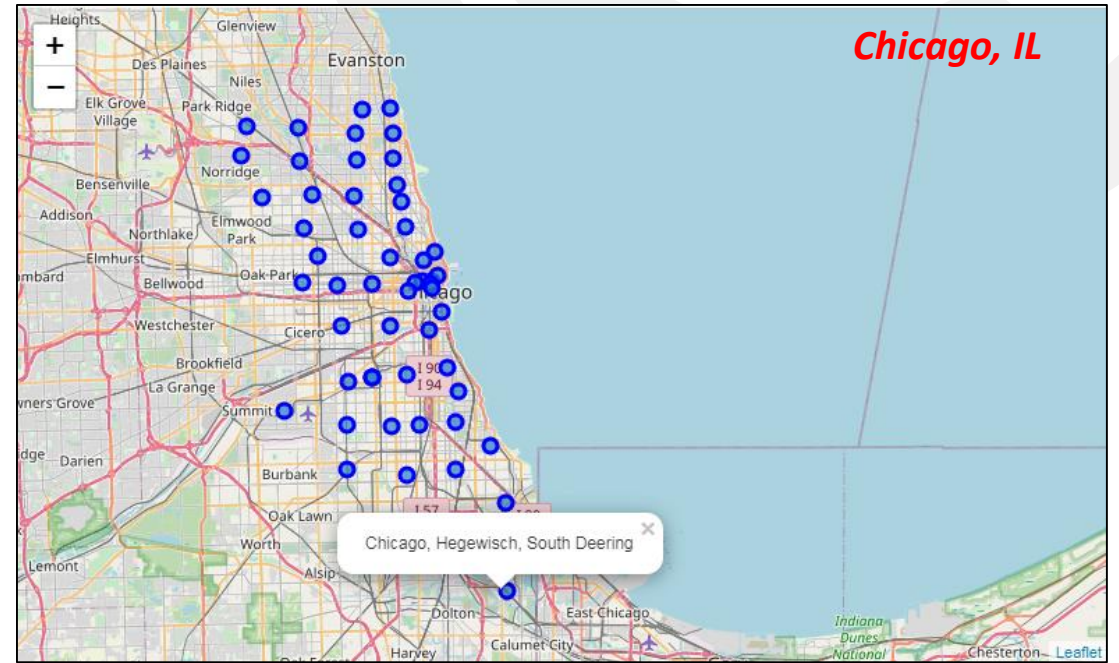 Heights
Glenview
Chicago, IL
+
Des Plaines
Evanston
−
Niles
Elk Grove
Village
Park Ridge
Norridge
Bensenville
Addison
Elmwood
Park
Northlake
Elmhurst
Oak Park
Bellwood
Westchester
Cicero
Brookfield
I 90
I 94
La Grange
Summit
Darien
Burbank
I 57
Oak Lawn
Chicago, Hegewisch, South Deering
×
Worth
Lemont
Alsip
Dolton
East Chicago
Indiana
Dunes
National
Calumet City
Harvey
Chesterton
Leaflet